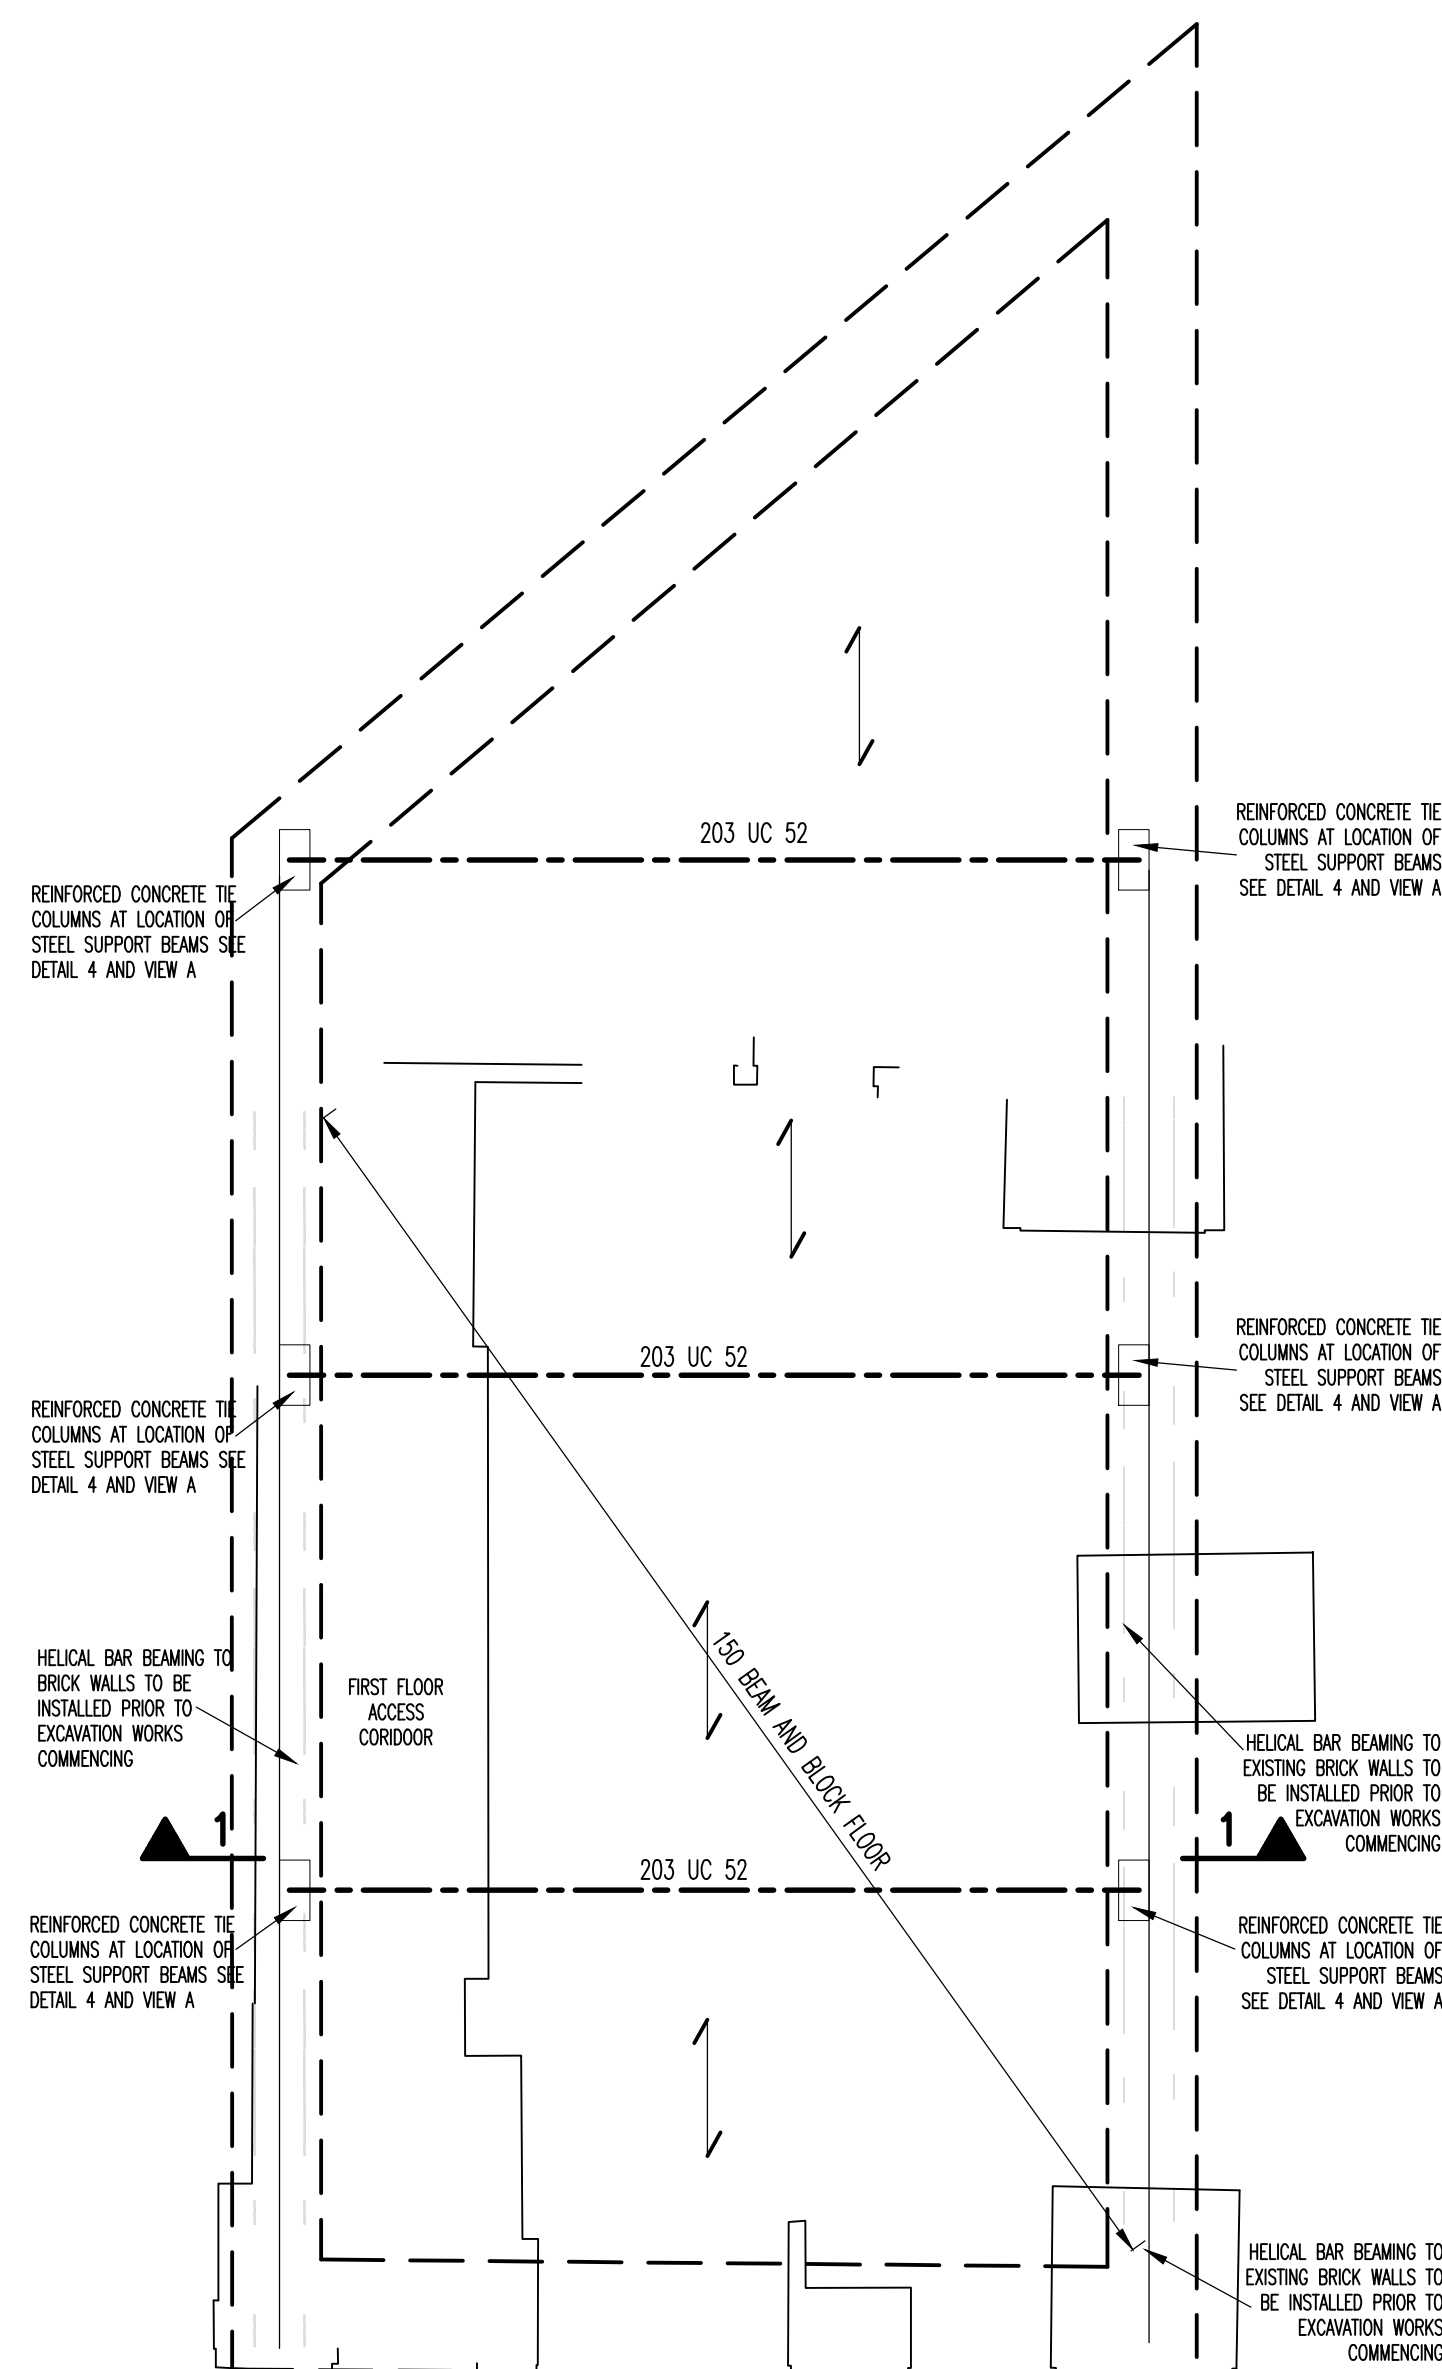 203 UC 52
REINFORCED CONCRETE TIE
COLUMNS AT LOCATION OF
STEEL SUPPORT BEAMS
SEE DETAIL 4 AND VIEW A
REINFORCED CONCRETE TIE
COLUMNS AT LOCATION OF
STEEL SUPPORT BEAMS SEE
DETAIL 4 AND VIEW A
203 UC 52
REINFORCED CONCRETE TIE
COLUMNS AT LOCATION OF
STEEL SUPPORT BEAMS
SEE DETAIL 4 AND VIEW A
REINFORCED CONCRETE TIE
COLUMNS AT LOCATION OF
STEEL SUPPORT BEAMS SEE
DETAIL 4 AND VIEW A
HELICAL BAR BEAMING TO
BRICK WALLS TO BE
INSTALLED PRIOR TO
EXCAVATION WORKS
COMMENCING
FIRST FLOOR
ACCESS
CORIDOOR
150 BEAM AND BLOCK FLOOR
HELICAL BAR BEAMING TO
EXISTING BRICK WALLS TO
BE INSTALLED PRIOR TO
EXCAVATION WORKS
COMMENCING
1
1
203 UC 52
REINFORCED CONCRETE TIE
COLUMNS AT LOCATION OF
STEEL SUPPORT BEAMS SEE
DETAIL 4 AND VIEW A
REINFORCED CONCRETE TIE
COLUMNS AT LOCATION OF
STEEL SUPPORT BEAMS
SEE DETAIL 4 AND VIEW A
HELICAL BAR BEAMING TO
EXISTING BRICK WALLS TO
BE INSTALLED PRIOR TO
EXCAVATION WORKS
COMMENCING